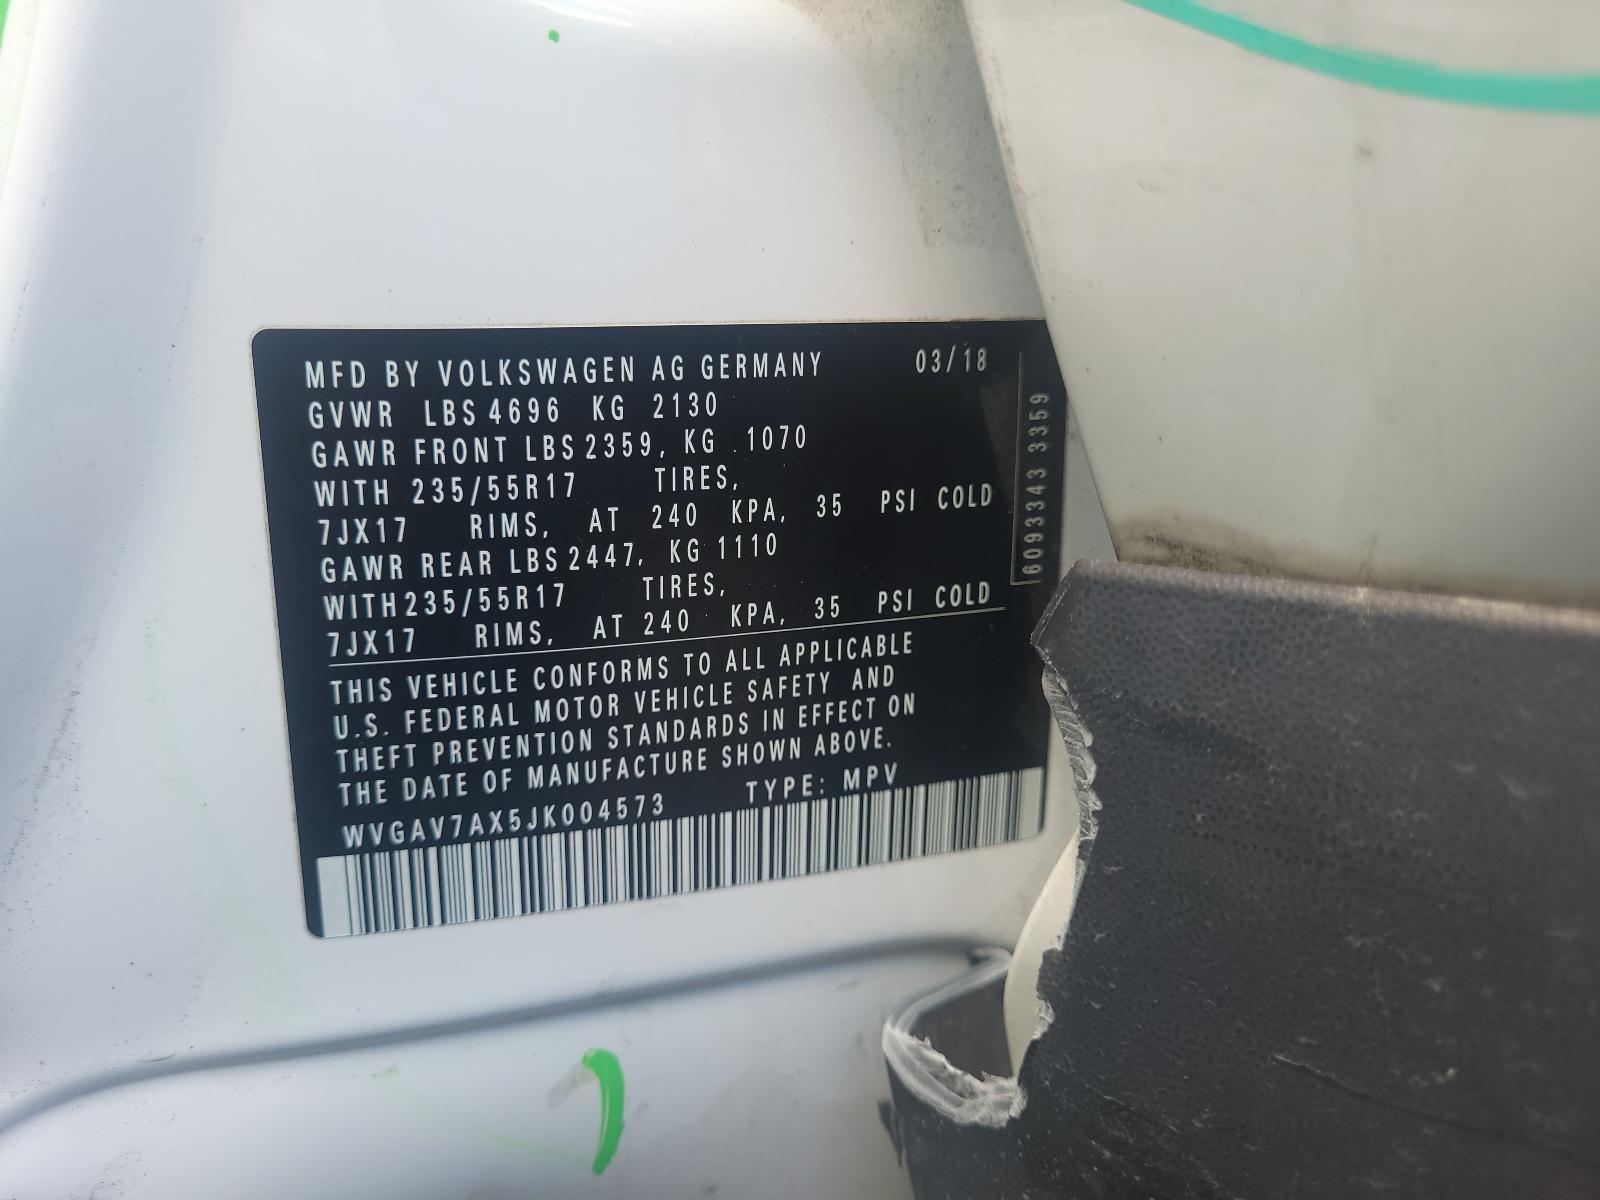 MFD BY VOLKSWAGEN AG GERMANY 03/18
GVWR LBS 4696 KG 2130
GAWR FRONT LBS 2359, KG 1070
WITH 235/55R17 TIRES,
7JX17 RIMS, AT 240 KPA, 35 PSI COLD
GAWR REAR LBS 2447, KG 1110
WITH 235/55R17 TIRES,
7JX17 RIMS, AT 240 KPA, 35 PSI COLD
THIS VEHICLE CONFORMS TO ALL APPLICABLE
U.S. FEDERAL MOTOR VEHICLE SAFETY AND
THEFT PREVENTION STANDARDS IN EFFECT ON
THE DATE OF MANUFACTURE SHOWN ABOVE.
WVGAV7AX5JK004573 TYPE: MPV
6093343 3359